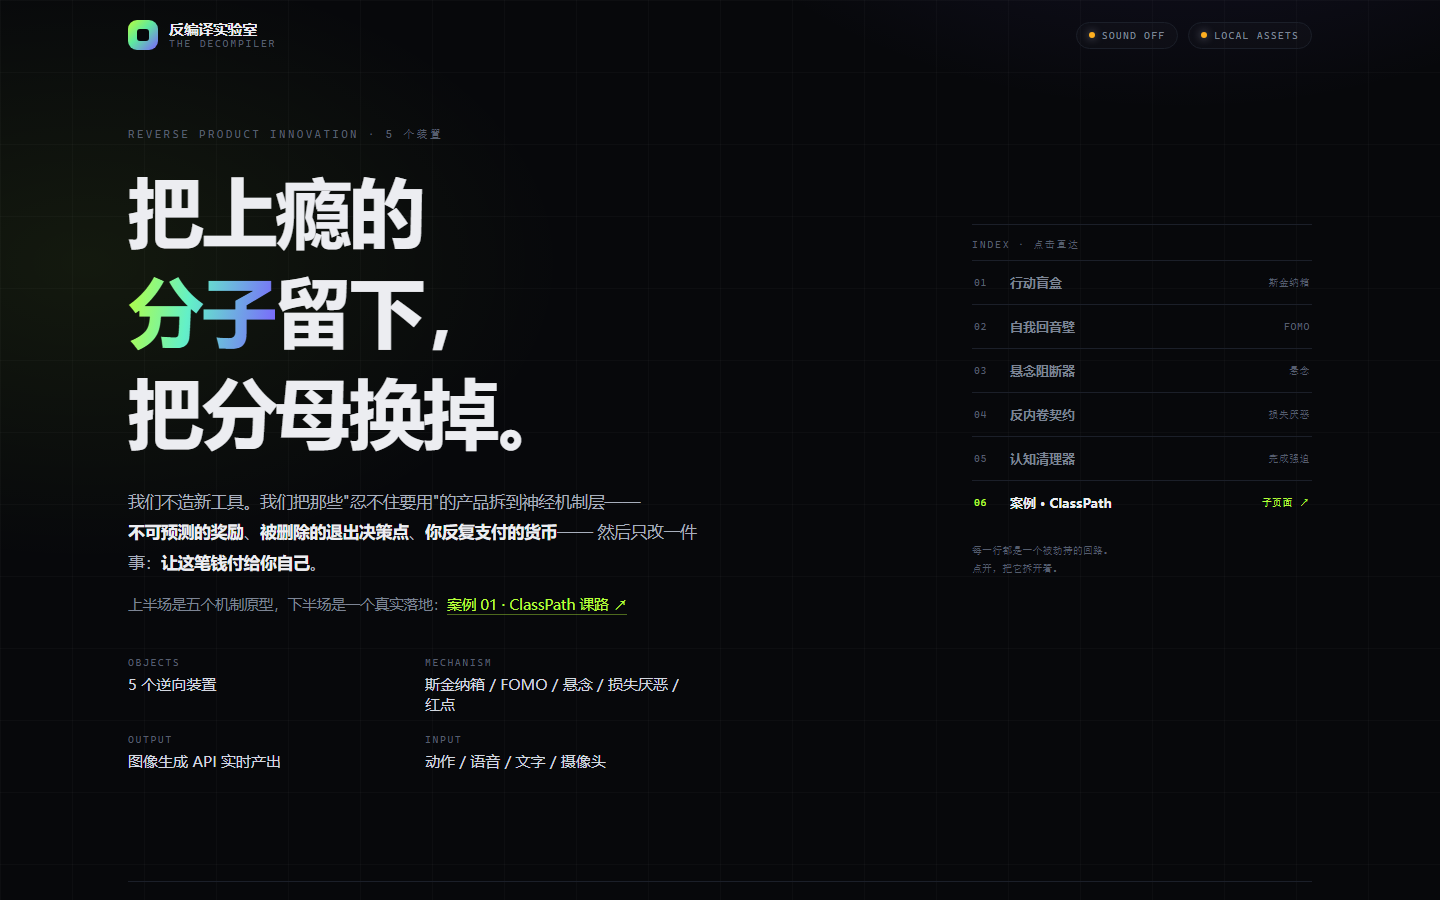 反编译实验室
THE DECOMPILER
SOUND OFF
LOCAL ASSETS
REVERSE PRODUCT INNOVATION · 5 个装置
把上瘾的
分子留下，
把分母换掉。
我们不造新工具。我们把那些"忍不住要用"的产品拆到神经机制层——
不可预测的奖励、被删除的退出决策点、你反复支付的货币—— 然后只改一件
事：让这笔钱付给你自己。
上半场是五个机制原型，下半场是一个真实落地：案例 01 · ClassPath 课路 ↗
OBJECTS
5 个逆向装置
MECHANISM
斯金纳箱 / FOMO / 悬念 / 损失厌恶 /
红点
OUTPUT
图像生成 API 实时产出
INPUT
动作 / 语音 / 文字 / 摄像头
INDEX · 点击直达
01 行动盲盒 斯金纳箱
02 自我回音壁 FOMO
03 悬念阻断器 悬念
04 反内卷契约 损失厌恶
05 认知清理器 完成强迫
06 案例 · ClassPath 子页面 ↗
每一行都是一个被劫持的回路。
点开，把它拆开看。